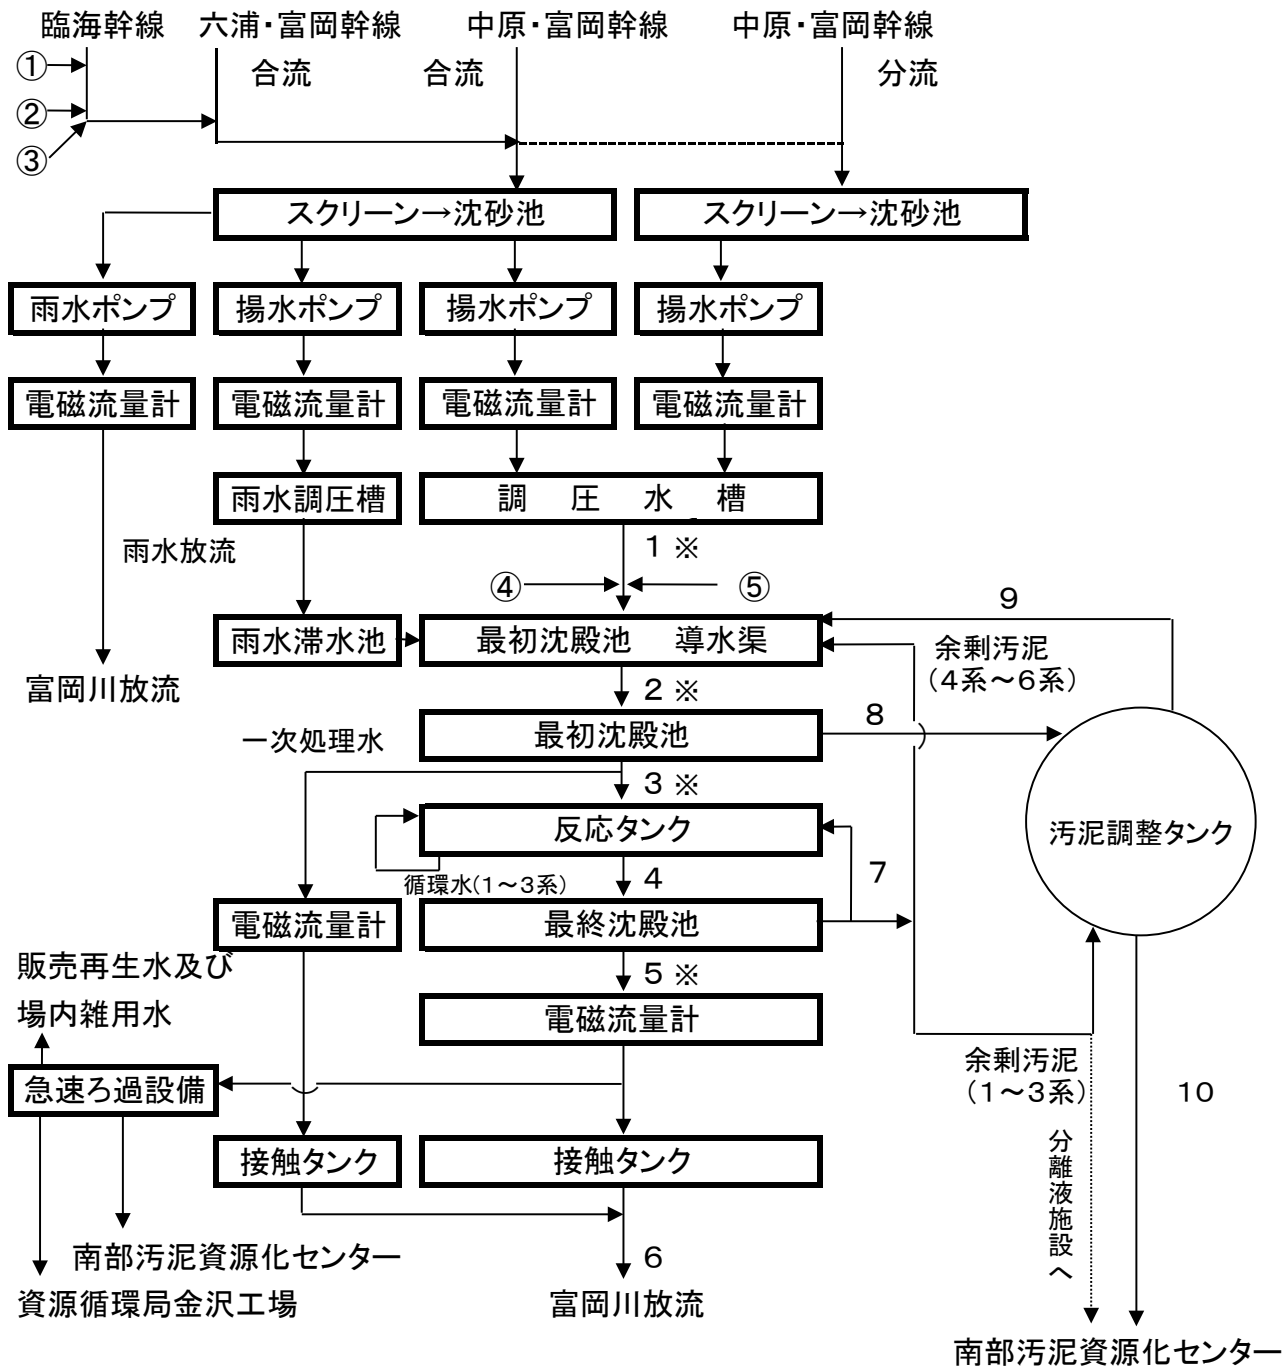 臨海幹線 六浦・富岡幹線 中原・富岡幹線 中原・富岡幹線
① 合流 合流 分流
②
③
スクリーン→沈砂池 スクリーン→沈砂池
雨水ポンプ 揚水ポンプ 揚水ポンプ 揚水ポンプ
電磁流量計 電磁流量計 電磁流量計 電磁流量計
雨水調圧槽 調 圧 水 槽
雨水放流 1 ※
④ ⑤
9
雨水滞水池 最初沈殿池 導水渠 余剰汚泥
(4系～6系)
富岡川放流 2 ※
8
一次処理水 最初沈殿池
3 ※
反応タンク 汚泥調整タンク
循環水(1～3系) 4 7
電磁流量計 最終沈殿池
販売再生水及び
場内雑用水
5 ※
電磁流量計
急速ろ過設備 余剰汚泥
(1～3系) 10
接触タンク 接触タンク
分離液施設へ
南部汚泥資源化センター 6
資源循環局金沢工場 富岡川放流
南部汚泥資源化センター